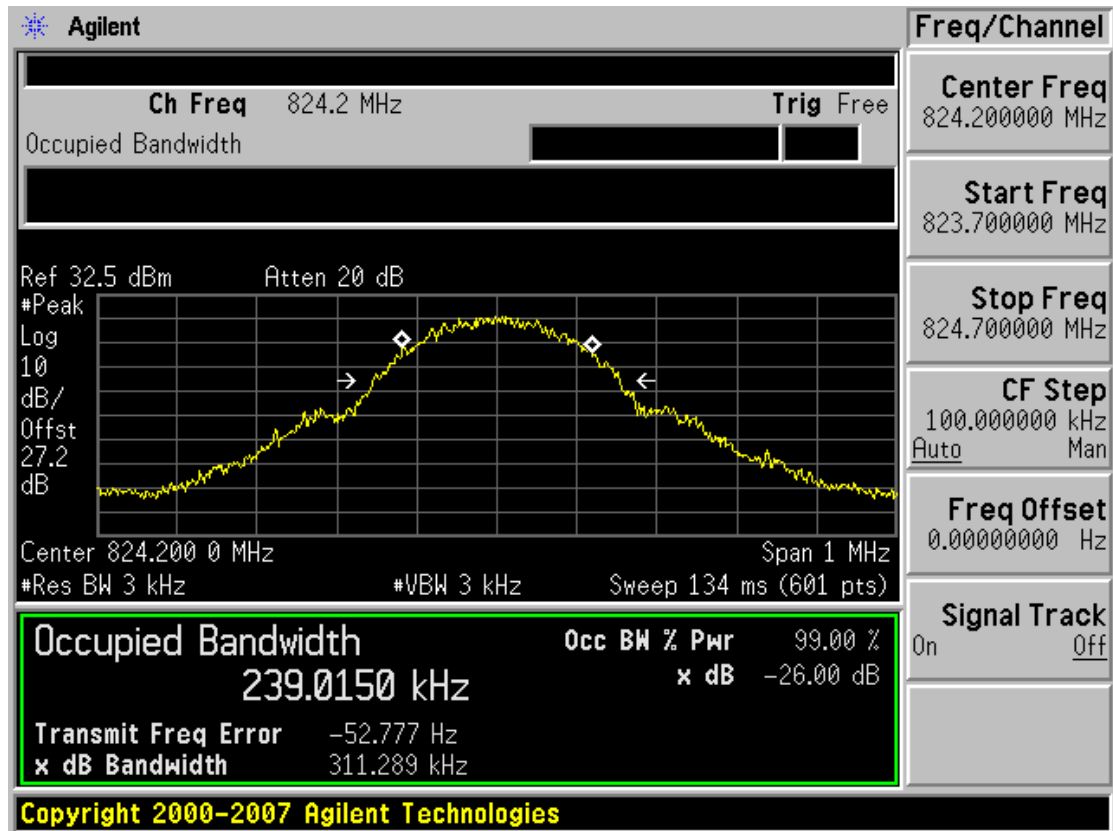 Agilent
Freq/Channel
Ch Freq 824.2 MHz Trig Free
Occupied Bandwidth
Center Freq
824.200000 MHz
Start Freq
823.700000 MHz
Stop Freq
824.700000 MHz
CF Step
100.000000 kHz
Auto Man
Freq Offset
0.00000000 Hz
Signal Track
On Off
Ref 32.5 dBm Atten 20 dB
#Peak
Log
10
dB/
Offst
27.2
dB
Center 824.200 0 MHz Span 1 MHz
#Res BW 3 kHz #VBW 3 kHz Sweep 134 ms (601 pts)
Occupied Bandwidth Occ BW % Pwr 99.00 %
239.0150 kHz x dB -26.00 dB
Transmit Freq Error -52.777 Hz
x dB Bandwidth 311.289 kHz
Copyright 2000-2007 Agilent Technologies